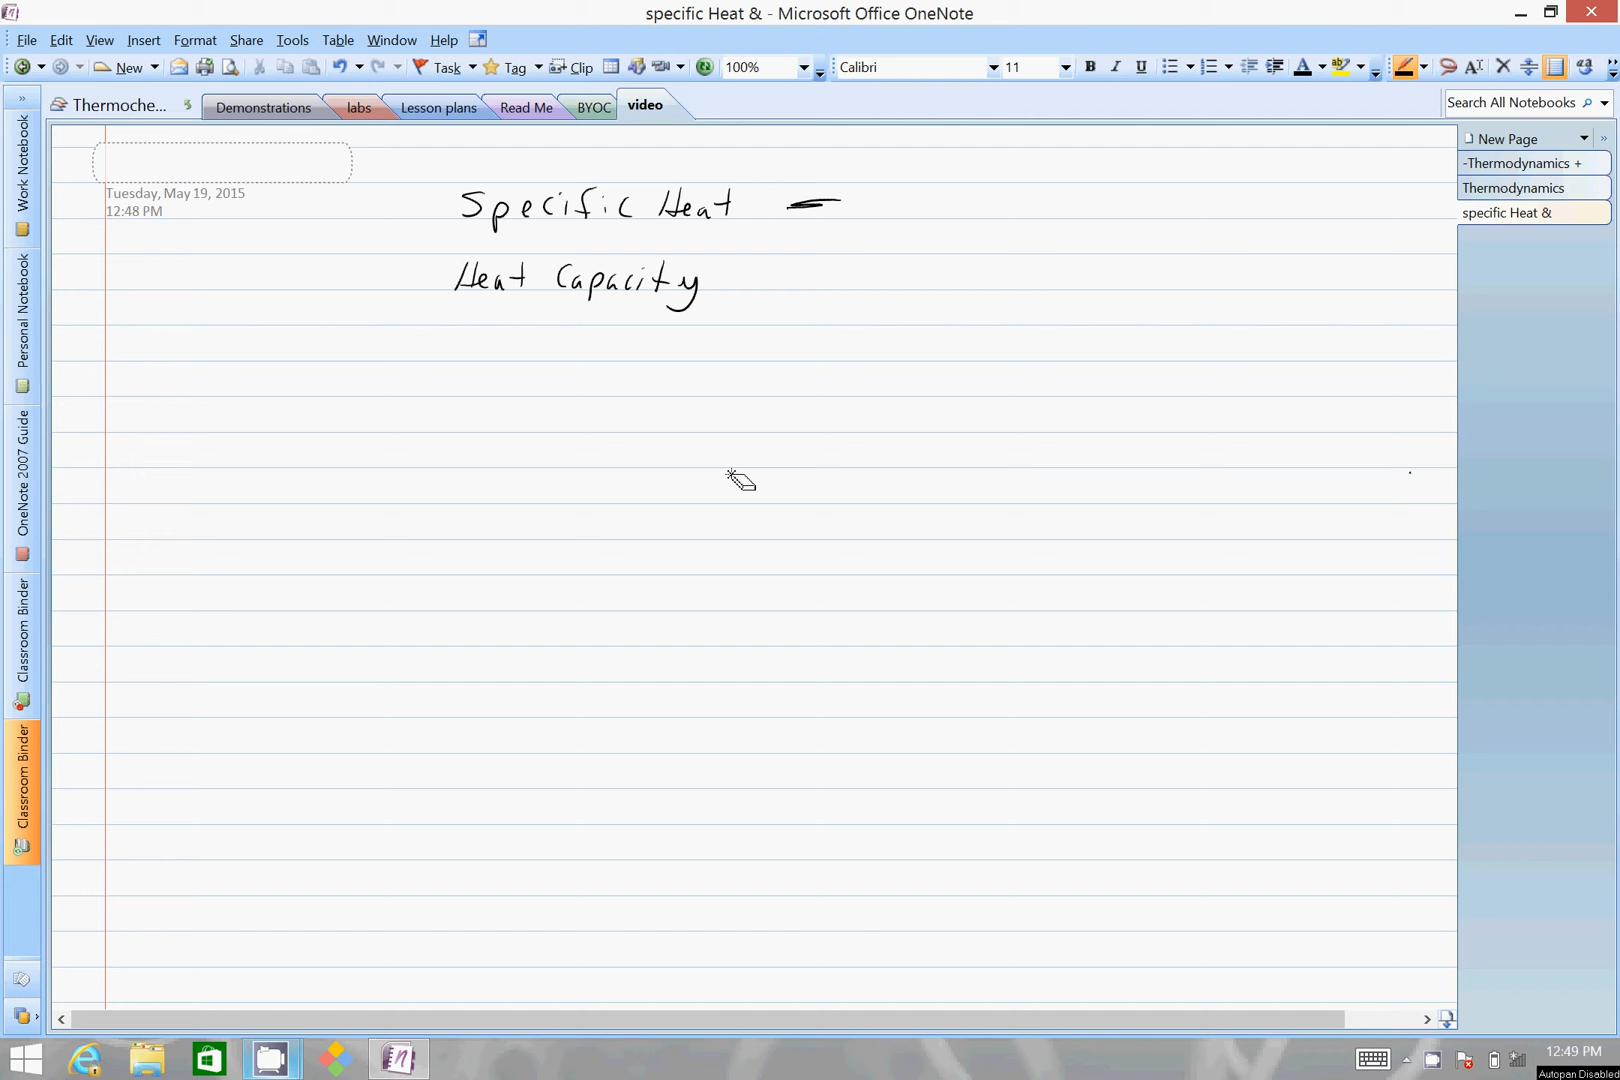 specific Heat & - Microsoft Office OneNote
File Edit View Insert Format Share Tools Table Window Help
New Task Tag Clip 100% Calibri 11 B I U A ab A
Thermoche... Demonstrations labs Lesson plans Read Me BYOC video Search All Notebooks
Work Notebook
Personal Notebook
OneNote 2007 Guide
Classroom Binder
Classroom Binder
Tuesday, May 19, 2015
12:48 PM
Specific Heat -
Heat Capacity
New Page
-Thermodynamics +
Thermodynamics
specific Heat &
12:49 PM
Autopan Disabled